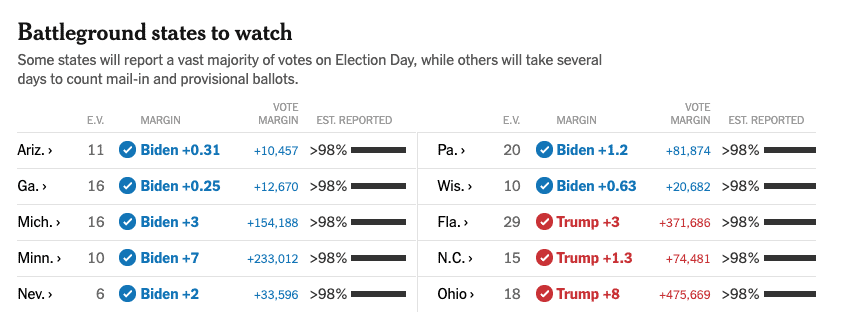 Battleground states to watch
Some states will report a vast majority of votes on Election Day, while others will take several
days to count mail-in and provisional ballots.
E.V. MARGIN VOTE MARGIN EST. REPORTED
Ariz. › 11 Biden +0.31 +10,457 >98%
Ga. › 16 Biden +0.25 +12,670 >98%
Mich. › 16 Biden +3 +154,188 >98%
Minn. › 10 Biden +7 +233,012 >98%
Nev. › 6 Biden +2 +33,596 >98%
E.V. MARGIN VOTE MARGIN EST. REPORTED
Pa. › 20 Biden +1.2 +81,874 >98%
Wis. › 10 Biden +0.63 +20,682 >98%
Fla. › 29 Trump +3 +371,686 >98%
N.C. › 15 Trump +1.3 +74,481 >98%
Ohio › 18 Trump +8 +475,669 >98%